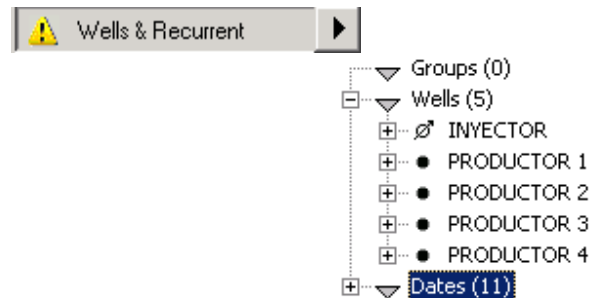 Wells & Recurrent
Groups (0)
Wells (5)
INYECTOR
PRODUCTOR 1
PRODUCTOR 2
PRODUCTOR 3
PRODUCTOR 4
Dates (11)